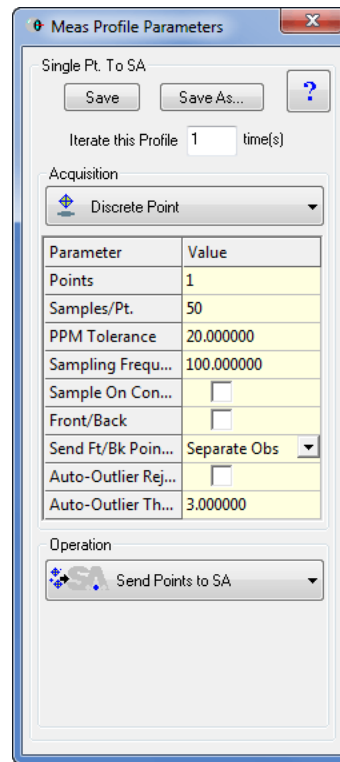 Meas Profile Parameters
Single Pt. To SA
Save Save As... ?
Iterate this Profile 1 time(s)
Acquisition
Discrete Point
Parameter Value
Points 1
Samples/Pt. 50
PPM Tolerance 20.000000
Sampling Frequ... 100.000000
Sample On Con...
Front/Back
Send Ft/Bk Poin... Separate Obs
Auto-Outlier Rej...
Auto-Outlier Th... 3.000000
Operation
SA Send Points to SA